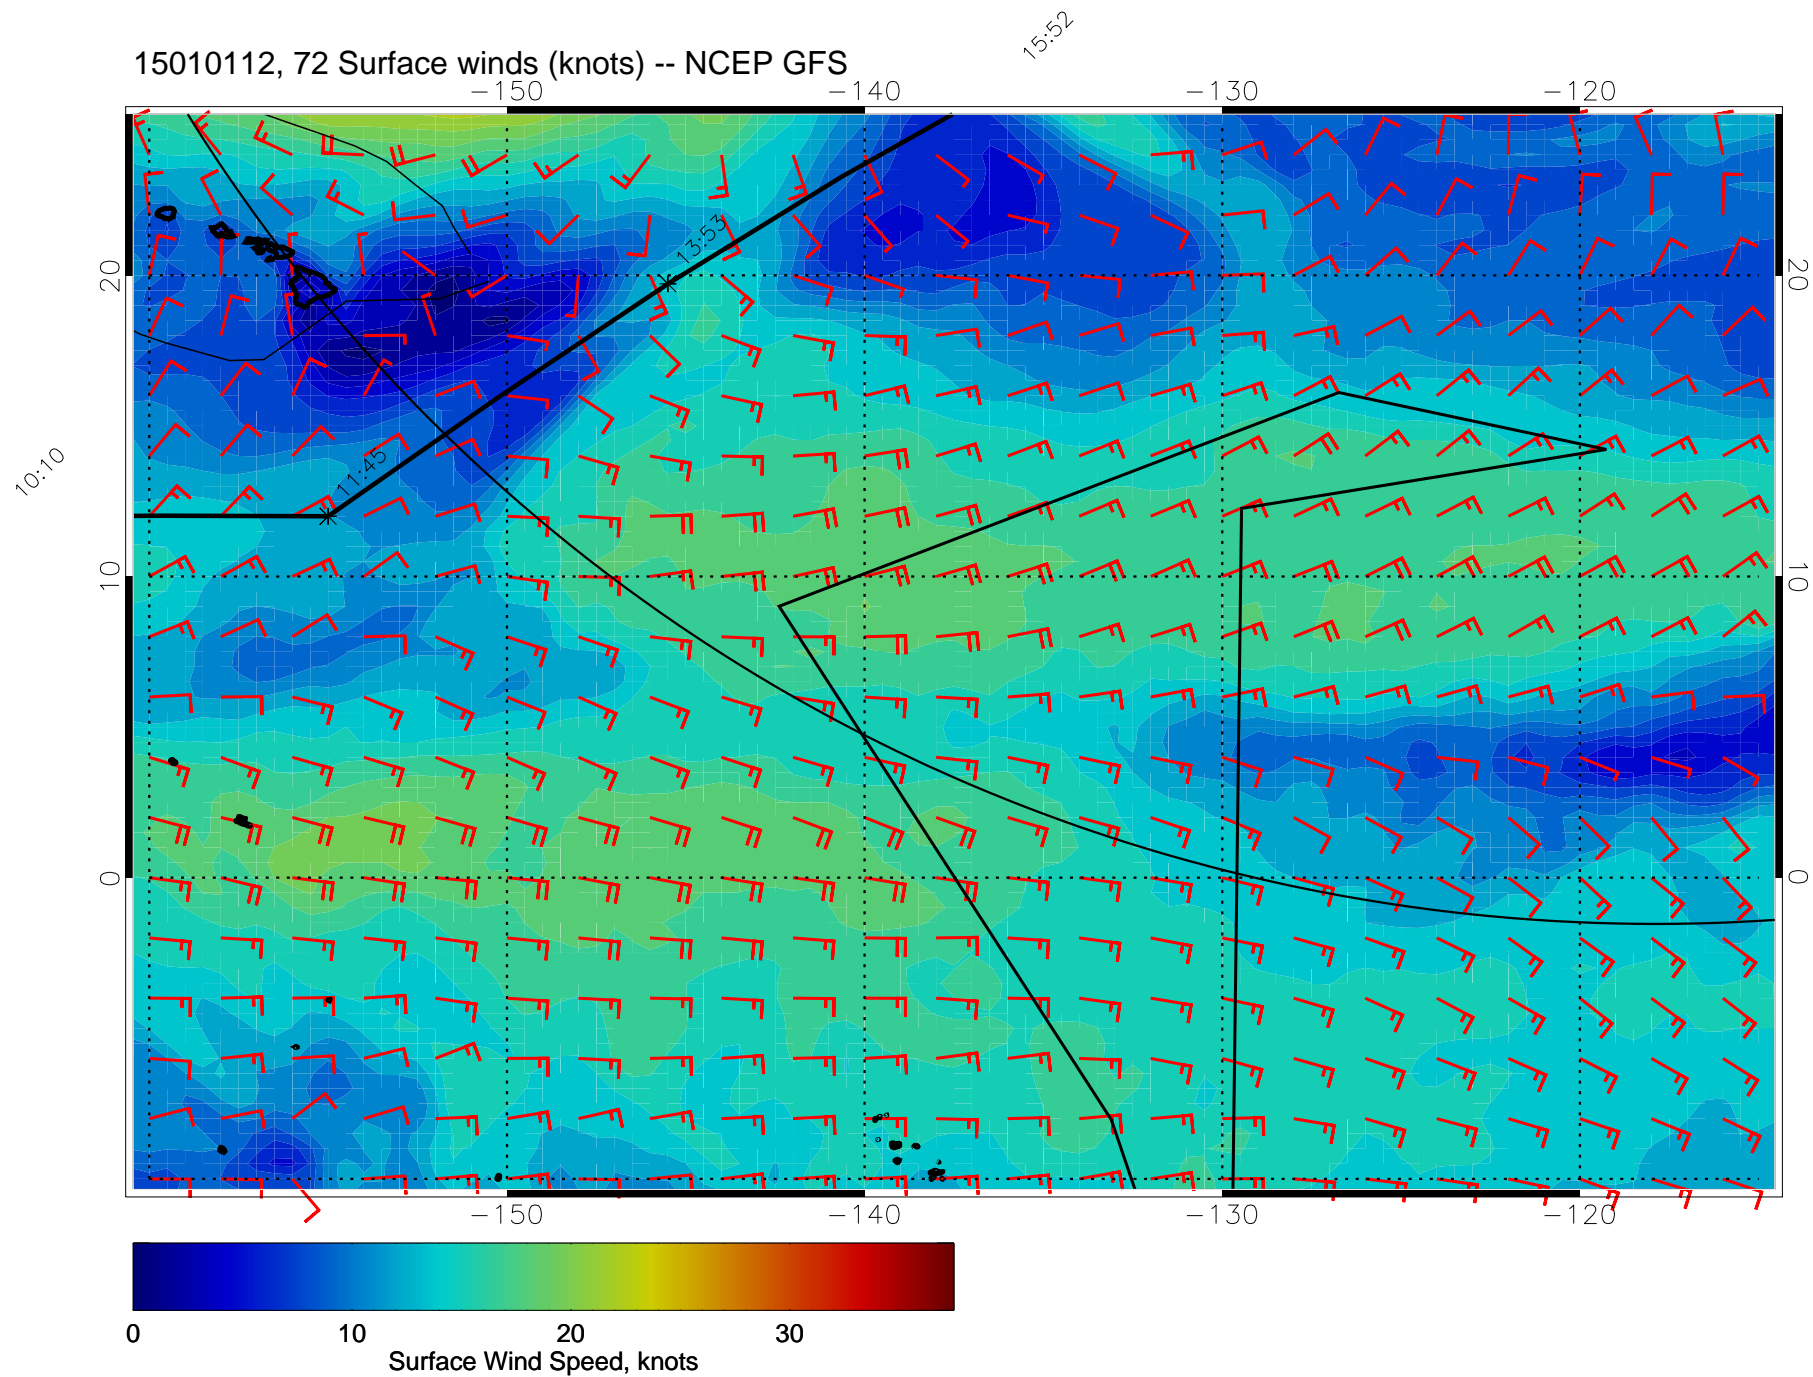 15:52
15010112, 72 Surface winds (knots) -- NCEP GFS
-150 -140 -130 -120
13:53
20 20
11:45
10:10
10 10
0 0
-150 -140 -130 -120
0 10 20 30
Surface Wind Speed, knots